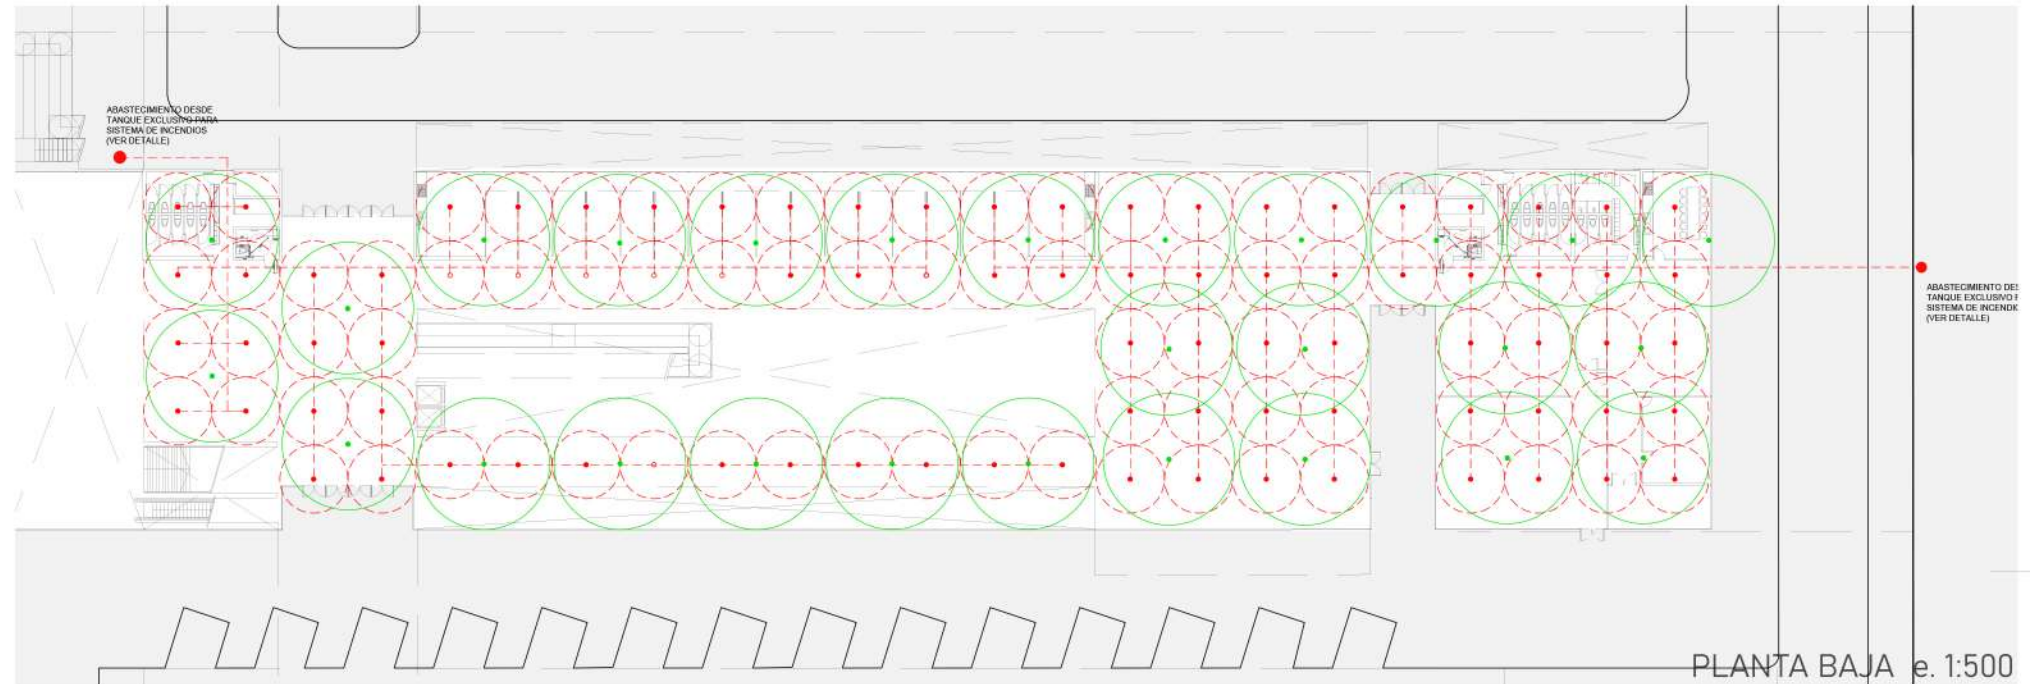 ABASTECIMIENTO DESDE
TANQUE EXCLUSIVO PARA
SISTEMA DE INCENDIOS
(VER DETALLE)
ABASTECIMIENTO DES
TANQUE EXCLUSIVO P
SISTEMA DE INCENDI
(VER DETALLE)
PLANTA BAJA e. 1:500